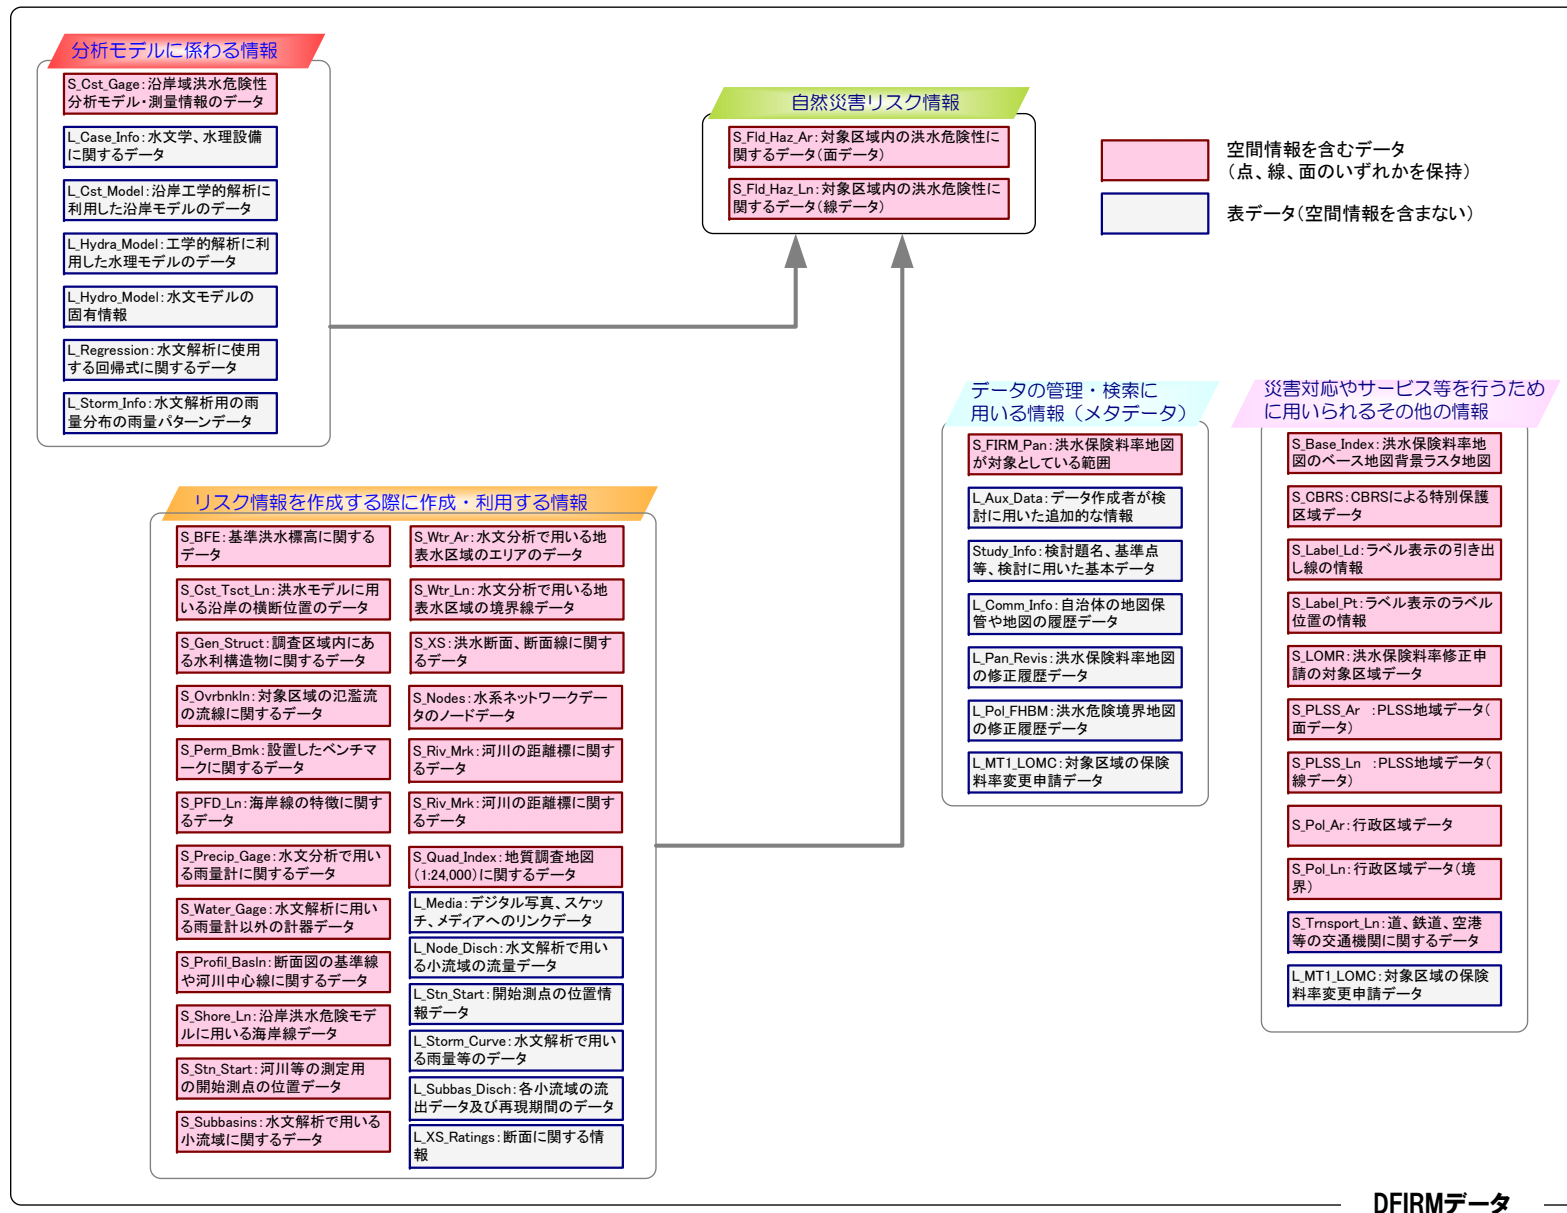 分析モデルに係わる情報
S_Cst_Gage:沿岸域洪水危険性
分析モデル・測量情報のデータ
L_Case_Info:水文学、水理設備
に関するデータ
L_Cst_Model:沿岸工学的解析に
利用した沿岸モデルのデータ
L_Hydra_Model:工学的解析に利
用した水理モデルのデータ
L_Hydro_Model:水文モデルの
固有情報
L_Regression:水文解析に使用
する回帰式に関するデータ
L_Storm_Info:水文解析用の雨
量分布の雨量パターンデータ
自然災害リスク情報
S_Fld_Haz_Ar:対象区域内の洪水危険性に
関するデータ(面データ)
S_Fld_Haz_Ln:対象区域内の洪水危険性に
関するデータ(線データ)
空間情報を含むデータ
(点、線、面のいずれかを保持)
表データ(空間情報を含まない)
リスク情報を作成する際に作成・利用する情報
S_BFE:基準洪水標高に関する
データ
S_Cst_Tsct_Ln:洪水モデルに用
いる沿岸の横断位置のデータ
S_Gen_Struct:調査区域内にあ
る水利構造物に関するデータ
S_Ovrbnkln:対象区域の氾濫流
の流線に関するデータ
S_Perm_Bmk:設置したベンチマ
ークに関するデータ
S_PFD_Ln:海岸線の特徴に関す
るデータ
S_Precip_Gage:水文分析で用い
る雨量計に関するデータ
S_Water_Gage:水文解析に用い
る雨量計以外の計器データ
S_Profil_Basln:断面図の基準線
や河川中心線に関するデータ
S_Shore_Ln:沿岸洪水危険モデ
ルに用いる海岸線データ
S_Stn_Start:河川等の測定用
の開始測点の位置データ
S_Subbasins:水文解析で用いる
小流域に関するデータ
S_Wtr_Ar:水文分析で用いる地
表水区域のエリアのデータ
S_Wtr_Ln:水文分析で用いる地
表水区域の境界線データ
S_XS:洪水断面、断面線に関す
るデータ
S_Nodes:水系ネットワークデー
タのノードデータ
S_Riv_Mrk:河川の距離標に関す
るデータ
S_Riv_Mrk:河川の距離標に関す
るデータ
S_Quad_Index:地質調査地図
(1:24,000)に関するデータ
L_Media:デジタル写真、スケッ
チ、メディアへのリンクデータ
L_Node_Disch:水文解析で用い
る小流域の流量データ
L_Stn_Start:開始測点の位置情
報データ
L_Storm_Curve:水文解析で用い
る雨量等のデータ
L_Subbas_Disch:各小流域の流
出データ及び再現期間のデータ
L_XS_Ratings:断面に関する情
報
データの管理・検索に
用いる情報(メタデータ)
S_FIRM_Pan:洪水保険料率地図
が対象としている範囲
L_Aux_Data:データ作成者が検
討に用いた追加的な情報
Study_Info:検討題名、基準点
等、検討に用いた基本データ
L_Comm_Info:自治体の地図保
管や地図の履歴データ
L_Pan_Revis:洪水保険料率地図
の修正履歴データ
L_Pol_FHBM:洪水危険境界地図
の修正履歴データ
L_MT1_LOMC:対象区域の保険
料率変更申請データ
災害対応やサービス等を行うため
に用いられるその他の情報
S_Base_Index:洪水保険料率地
図のベース地図背景ラスタ地図
S_CBRS:CBRSによる特別保護
区域データ
S_Label_Ld:ラベル表示の引き出
し線の情報
S_Label_Pt:ラベル表示のラベル
位置の情報
S_LOMR:洪水保険料率修正申
請の対象区域データ
S_PLSS_Ar :PLSS地域データ(
面データ)
S_PLSS_Ln :PLSS地域データ(
線データ)
S_Pol_Ar:行政区域データ
S_Pol_Ln:行政区域データ(境
界)
S_Trnsport_Ln:道、鉄道、空港
等の交通機関に関するデータ
L_MT1_LOMC:対象区域の保険
料率変更申請データ
DFIRMデータ